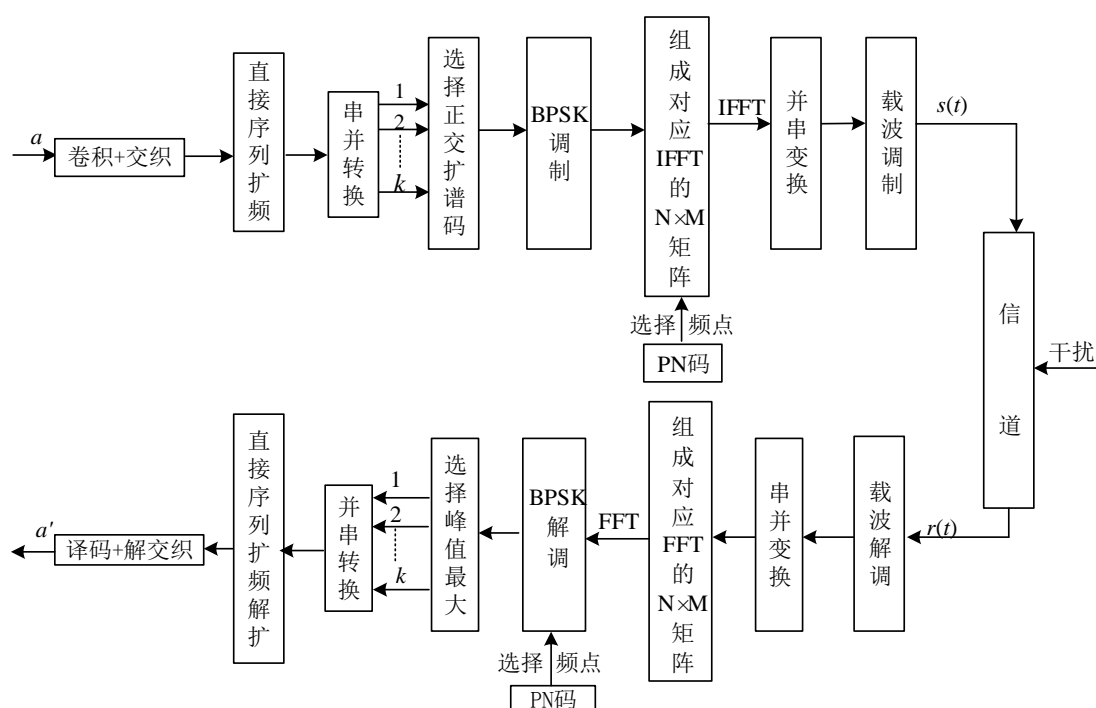 a
卷积+交织
直接序列扩频
串并转换
1
2
k
选择正交扩谱码
BPSK调制
组成对应IFFT的N×M矩阵
IFFT
并串变换
载波调制
s(t)
选择 频点
PN码
信道
干扰
r(t)
载波解调
串并变换
组成对应FFT的N×M矩阵
FFT
BPSK解调
选择 频点
PN码
选择峰值最大
1
2
k
并串转换
直接序列扩频解扩
译码+解交织
a'